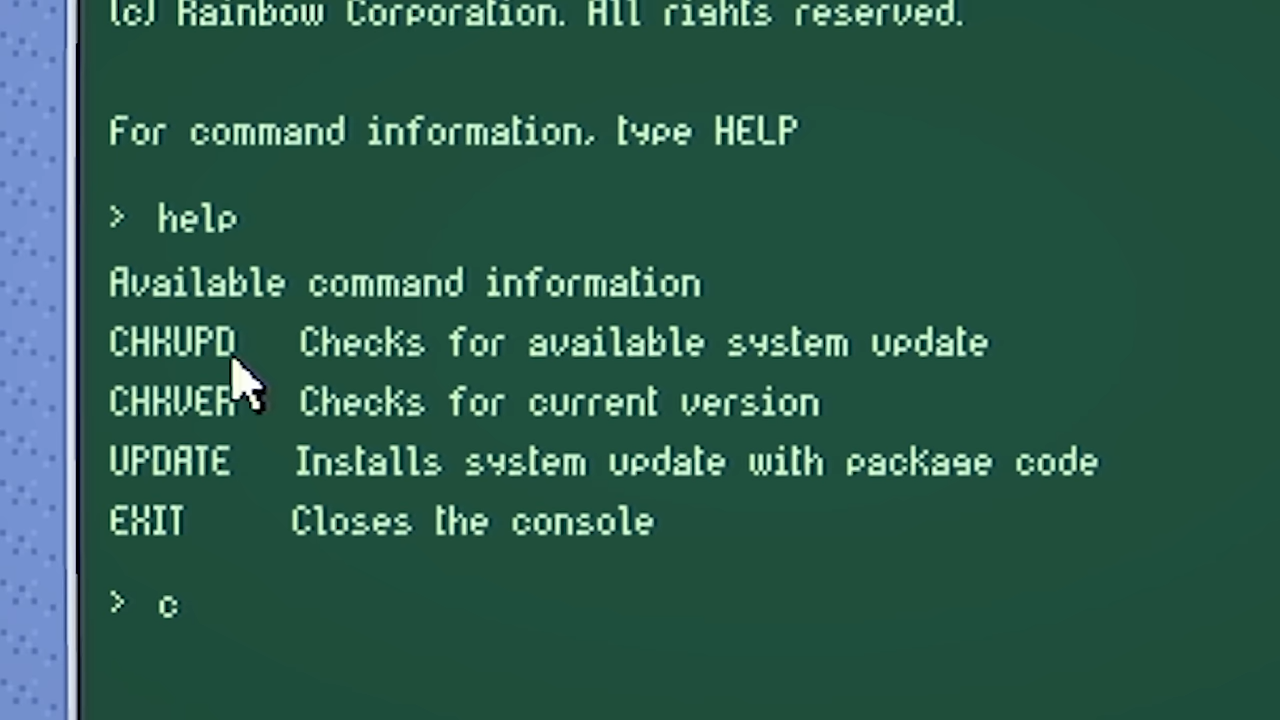 (c) Rainbow Corporation. All rights reserved.
For command information, type HELP
> help
Available command information
CHKUPD Checks for available system update
CHKVER Checks for current version
UPDATE Installs system update with package code
EXIT Closes the console
> c